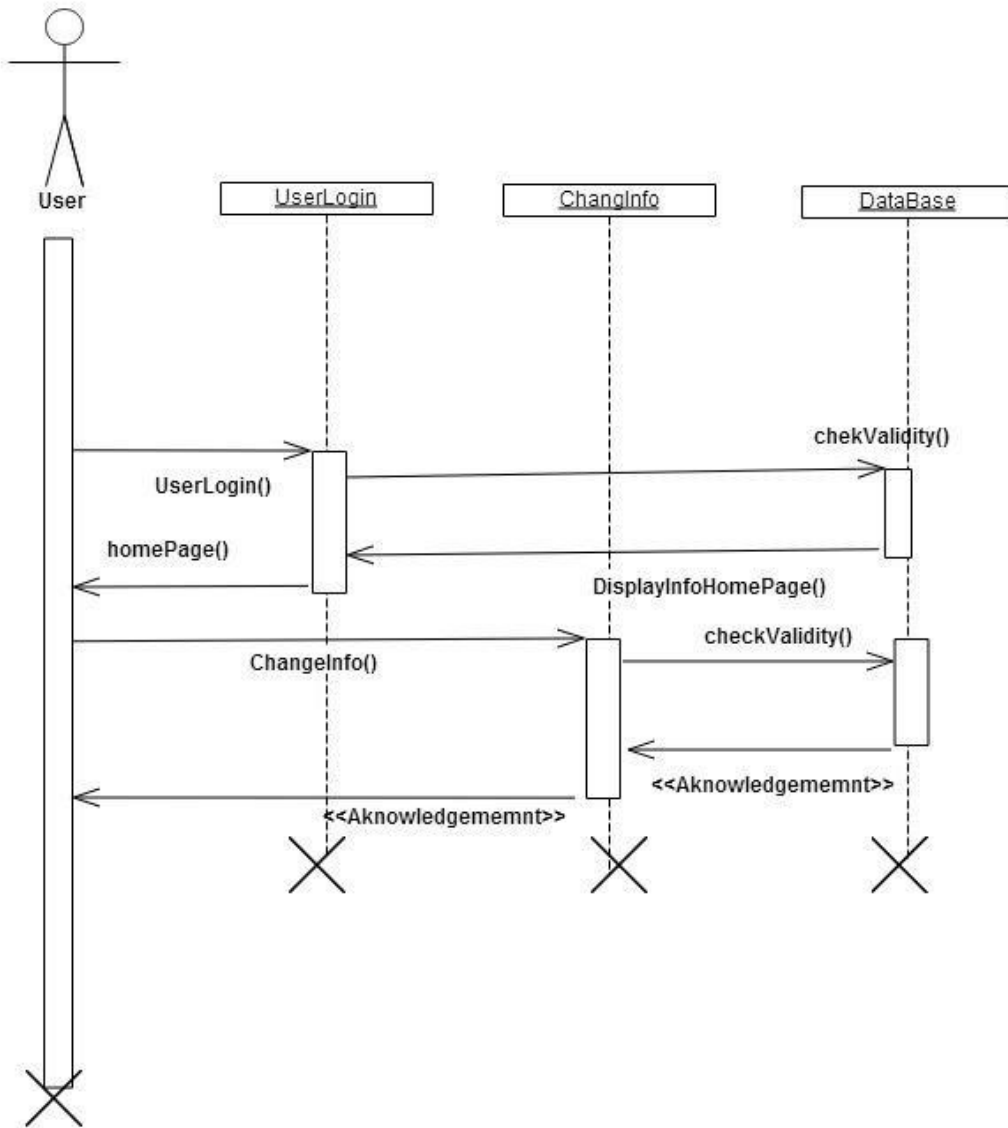 User
UserLogin
ChangInfo
DataBase
chekValidity()
UserLogin()
homePage()
DisplayInfoHomePage()
checkValidity()
ChangeInfo()
<<Aknowledgememnt>>
<<Aknowledgememnt>>